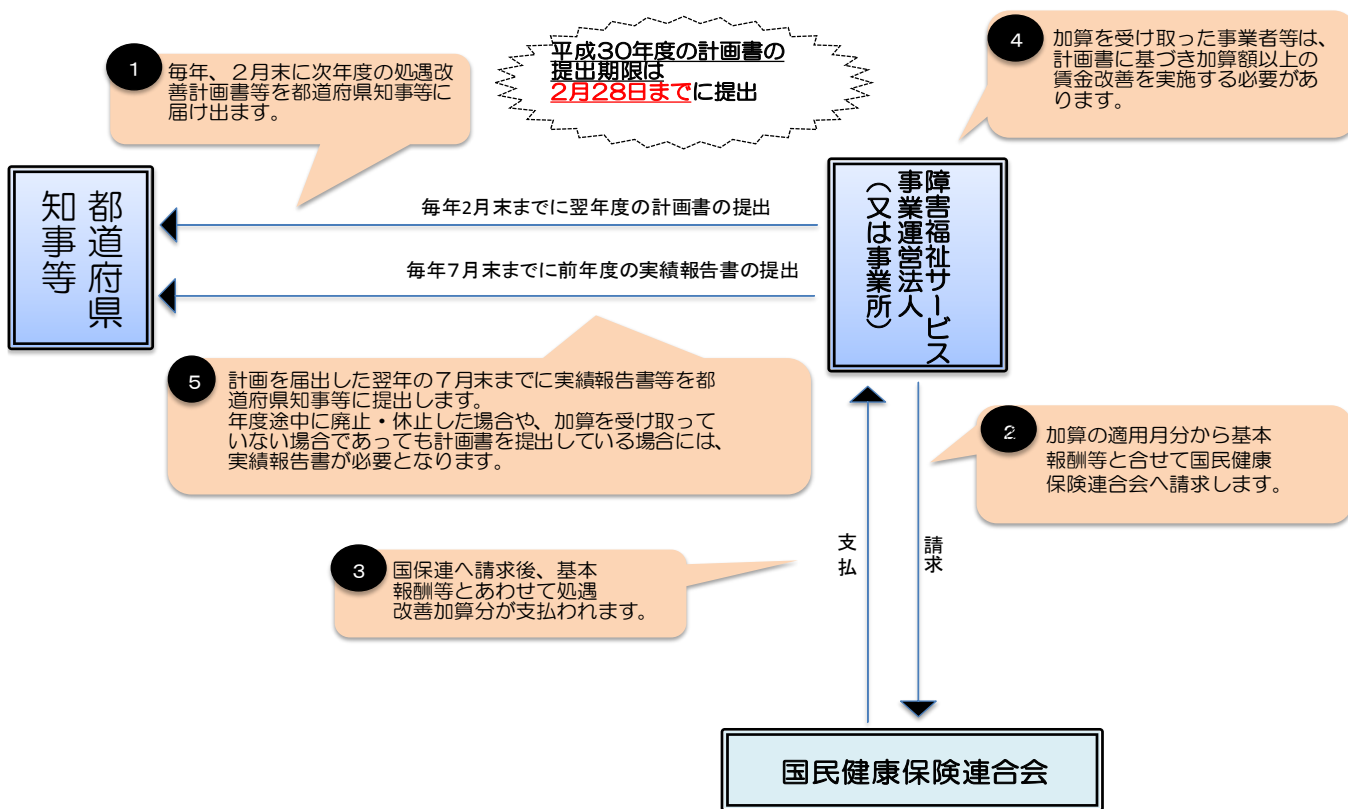 平成30年度の計画書の
提出期限は
2月28日までに提出
1
毎年、2月末に次年度の処遇改
善計画書等を都道府県知事等に
届け出ます。
4
加算を受け取った事業者等は、
計画書に基づき加算額以上の
賃金改善を実施する必要があ
ります。
都道府県
知事等
毎年2月末までに翌年度の計画書の提出
毎年7月末までに前年度の実績報告書の提出
障害福祉サービス
事業運営法人
(又は事業所)
5
計画を届出した翌年の7月末までに実績報告書等を都
道府県知事等に提出します。
年度途中に廃止・休止した場合や、加算を受け取って
いない場合であっても計画書を提出している場合には、
実績報告書が必要となります。
2
加算の適用月分から基本
報酬等と合せて国民健康
保険連合会へ請求します。
支払
請求
3
国保連へ請求後、基本
報酬等とあわせて処遇
改善加算分が支払われます。
国民健康保険連合会